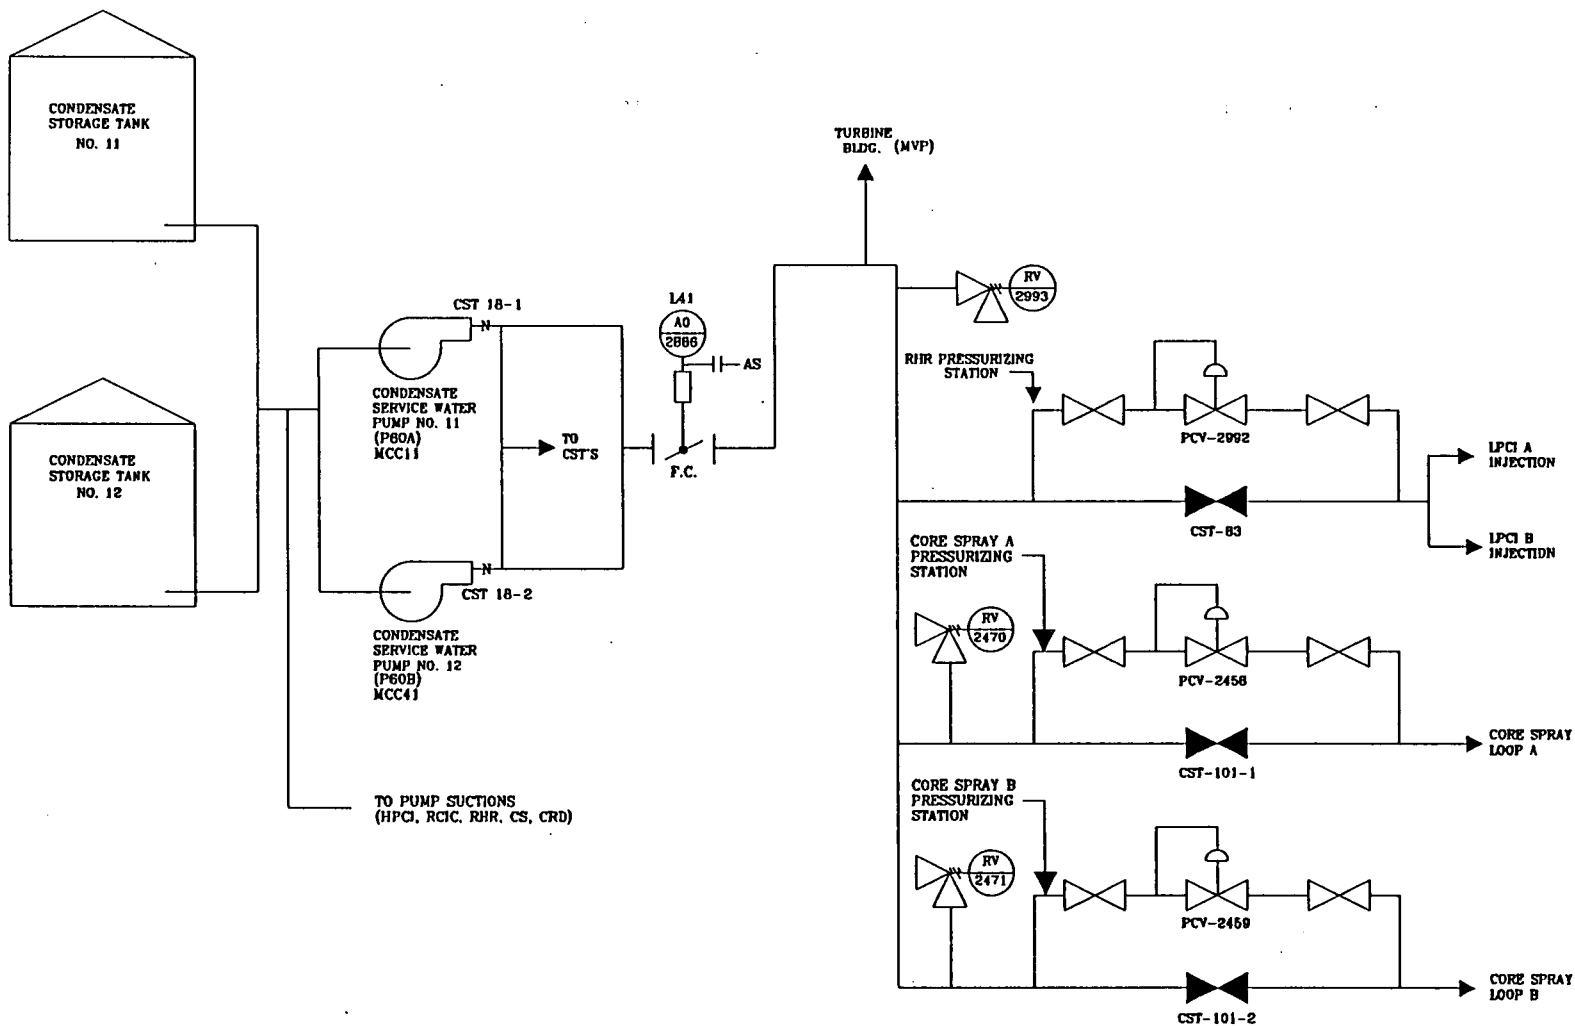 CONDENSATE
STORAGE TANK
NO. 11
CONDENSATE
STORAGE TANK
NO. 12
CST 18-1
CONDENSATE
SERVICE WATER
PUMP NO. 11
(P60A)
MCC11
CST 18-2
CONDENSATE
SERVICE WATER
PUMP NO. 12
(P60B)
MCC41
TO PUMP SUCTIONS
(HPCI, RCIC, RHR, CS, CRD)
TO
CST'S
L41
AO
2886
AS
F.C.
TURBINE
BLDG. (MVP)
RV
2993
RHR PRESSURIZING
STATION
PCV-2992
CST-83
LPCI A
INJECTION
LPCI B
INJECTION
CORE SPRAY A
PRESSURIZING
STATION
RV
2470
PCV-2458
CST-101-1
CORE SPRAY
LOOP A
CORE SPRAY B
PRESSURIZING
STATION
RV
2471
PCV-2459
CST-101-2
CORE SPRAY
LOOP B